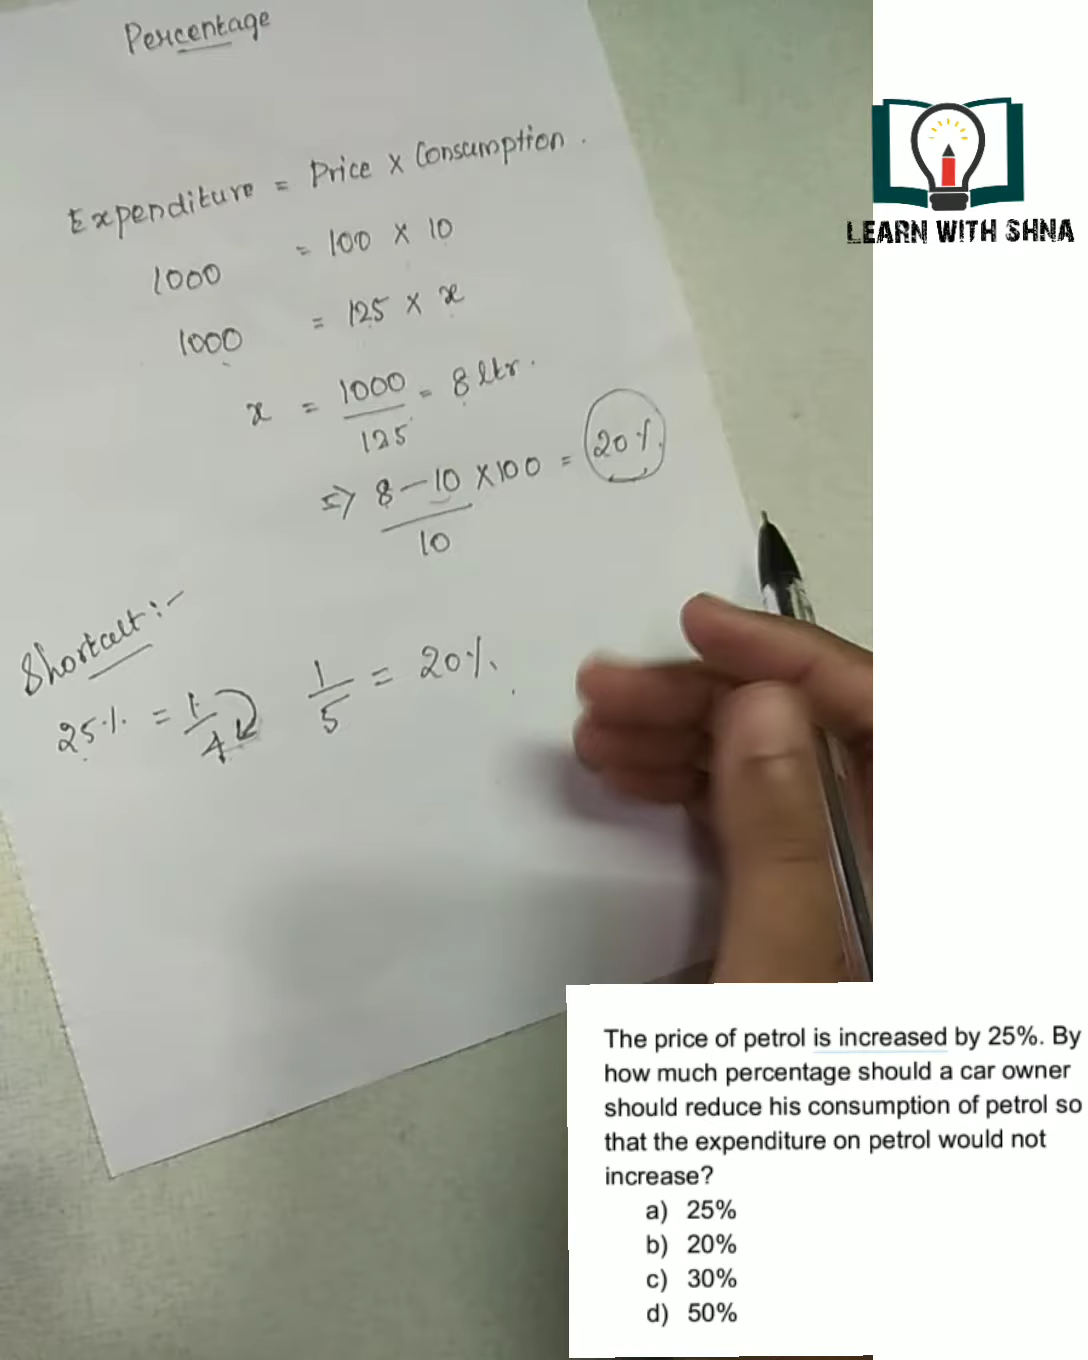 Percentage
Expenditure = Price × Consumption.
1000 = 100 × 10
1000 = 125 × x
x = 1000/125 = 8 ltr.
=> 8-10/10 ×100 = 20%
Shortcut:-
25% = 1/4 1/5 = 20%
LEARN WITH SHNA
The price of petrol is increased by 25%. By
how much percentage should a car owner
should reduce his consumption of petrol so
that the expenditure on petrol would not
increase?
a) 25%
b) 20%
c) 30%
d) 50%